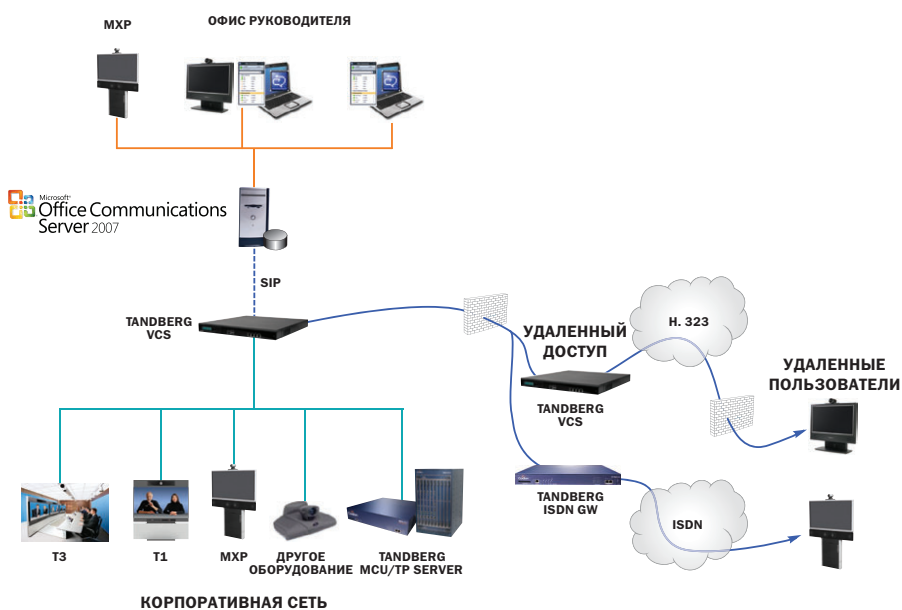 MXP
ОФИС РУКОВОДИТЕЛЯ
Microsoft®
Office Communications
Server 2007
SIP
TANDBERG
VCS
УДАЛЕННЫЙ
ДОСТУП
H. 323
TANDBERG
VCS
УДАЛЕННЫЕ
ПОЛЬЗОВАТЕЛИ
TANDBERG
ISDN GW
ISDN
T3
T1
MXP
ДРУГОЕ
ОБОРУДОВАНИЕ
TANDBERG
MCU/TP SERVER
КОРПОРАТИВНАЯ СЕТЬ